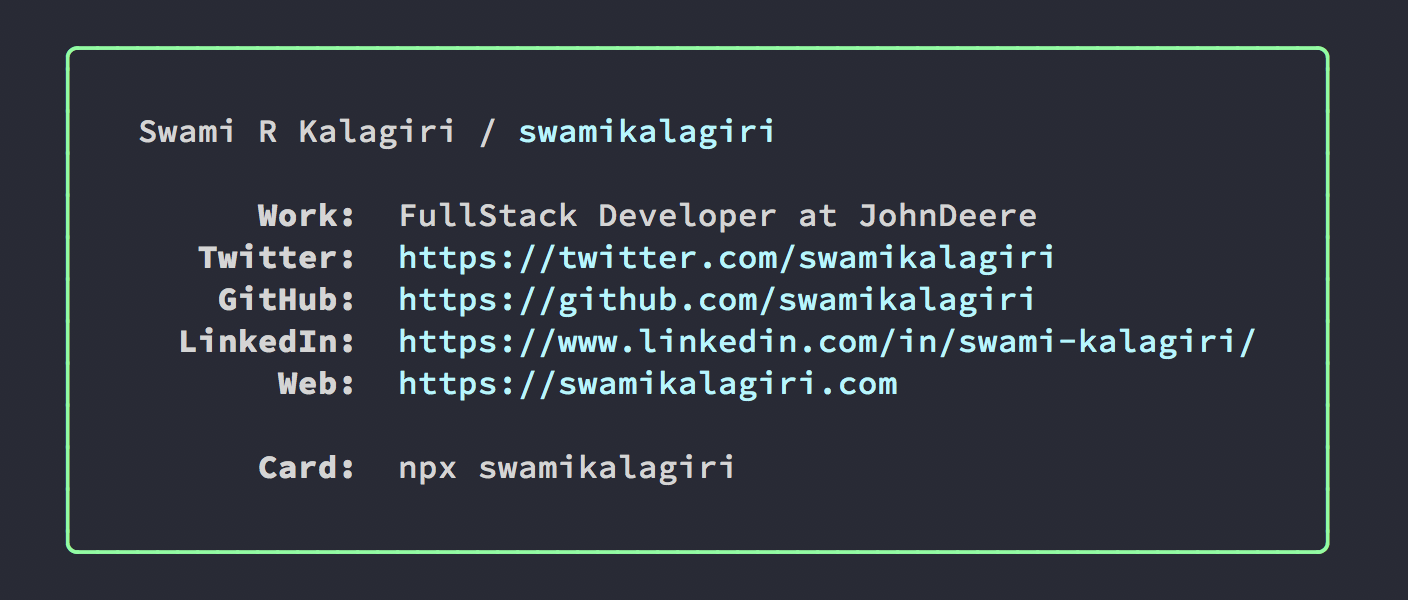 Swami R Kalagiri / swamikalagiri
Work: FullStack Developer at JohnDeere
Twitter: https://twitter.com/swamikalagiri
GitHub: https://github.com/swamikalagiri
LinkedIn: https://www.linkedin.com/in/swami-kalagiri/
Web: https://swamikalagiri.com
Card: npx swamikalagiri